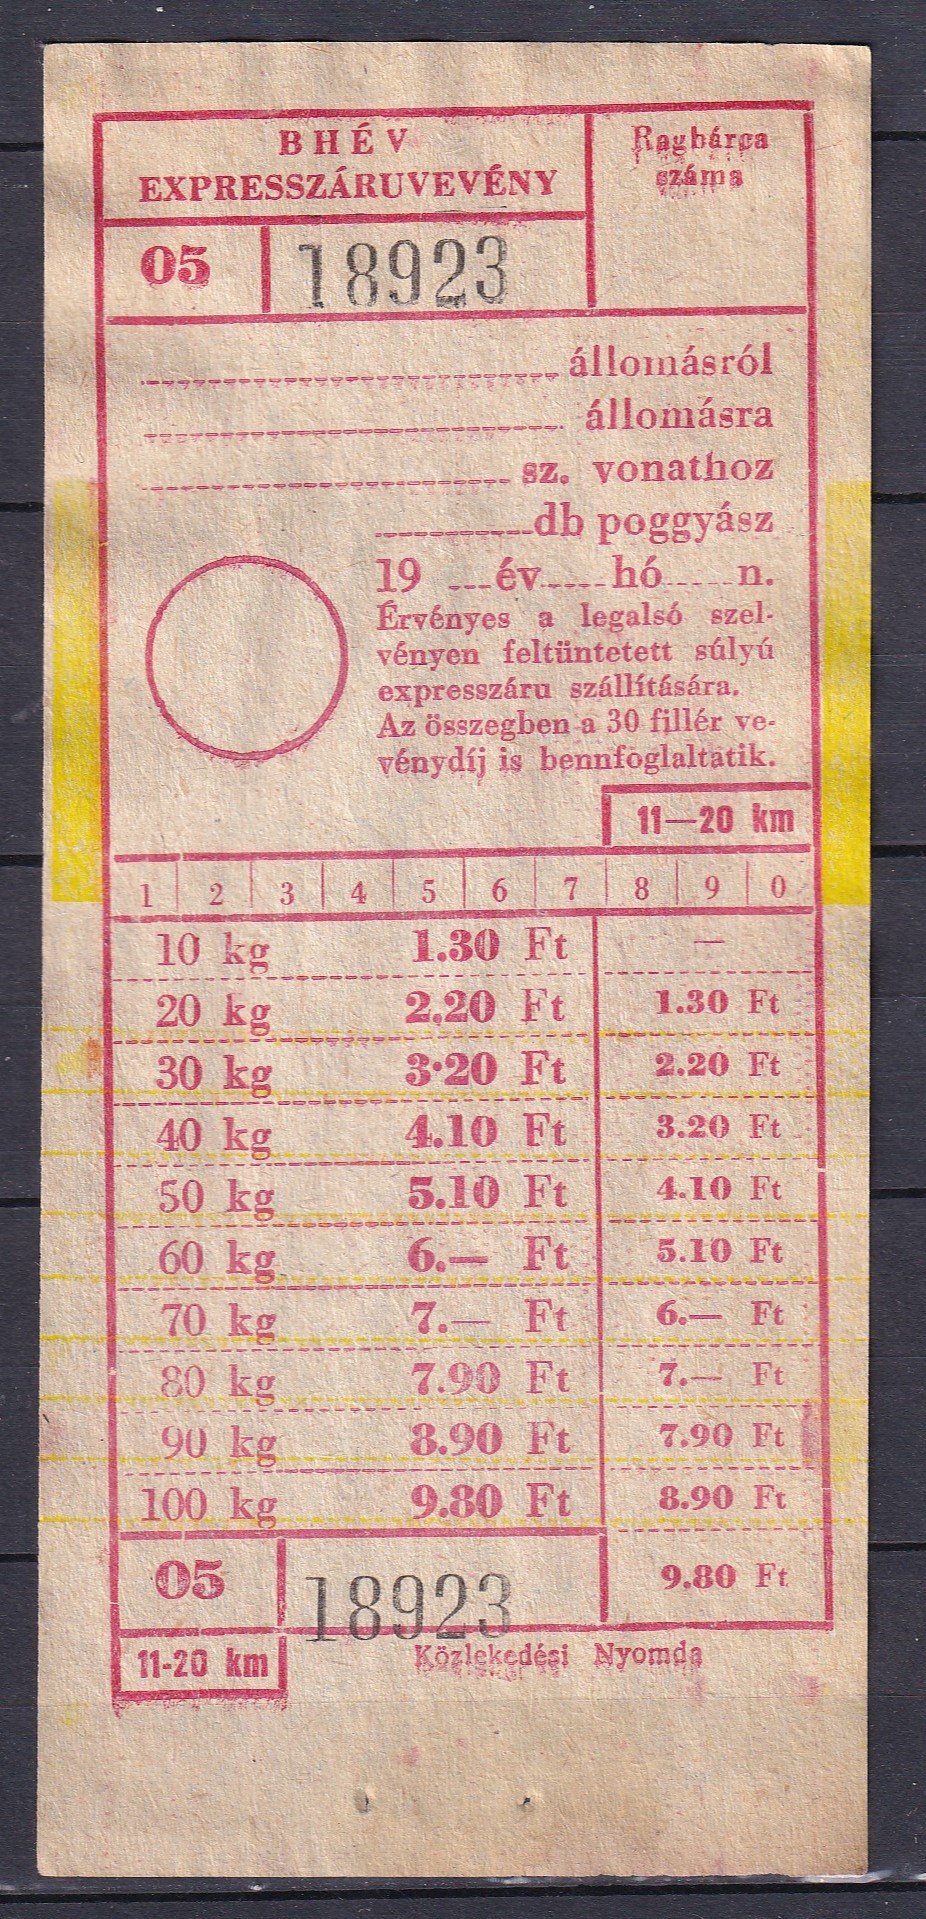 BHÉV
EXPRESSZÁRUVEVÉNY
Ragbárca
száma
05 18923
állomásról
állomásra
sz. vonathoz
db poggyász
19 év hó n.
Érvényes a legalsó szel-
vényen feltüntetett súlyú
expresszáru szállítására.
Az összegben a 30 fillér ve-
vénydíj is bennfoglaltatik.
11—20 km
1 2 3 4 5 6 7 8 9 0
10 kg 1.30 Ft —
20 kg 2.20 Ft 1.30 Ft
30 kg 3·20 Ft 2.20 Ft
40 kg 4.10 Ft 3.20 Ft
50 kg 5.10 Ft 4.10 Ft
60 kg 6.— Ft 5.10 Ft
70 kg 7.— Ft 6.— Ft
80 kg 7.90 Ft 7.— Ft
90 kg 8.90 Ft 7.90 Ft
100 kg 9.80 Ft 8.90 Ft
05 18923 9.80 Ft
11-20 km
Közlekedési Nyomda